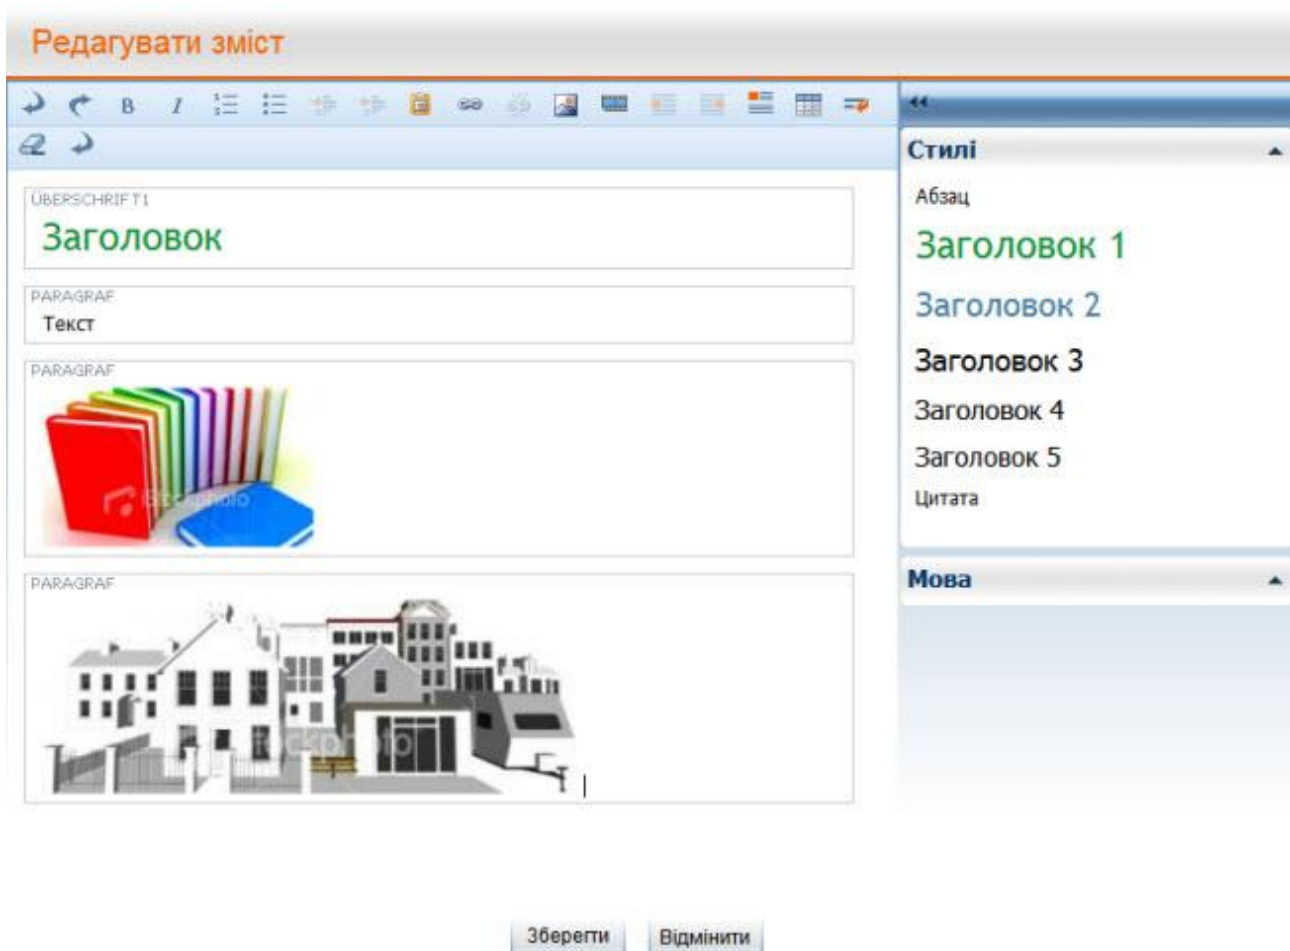 Редагувати зміст
B I
Стилі
ÜBERSCHRIFT1
Заголовок
PARAGRAF
Текст
PARAGRAF
iStockphoto
PARAGRAF
Абзац
Заголовок 1
Заголовок 2
Заголовок 3
Заголовок 4
Заголовок 5
Цитата
Мова
Зберегти Відмінити